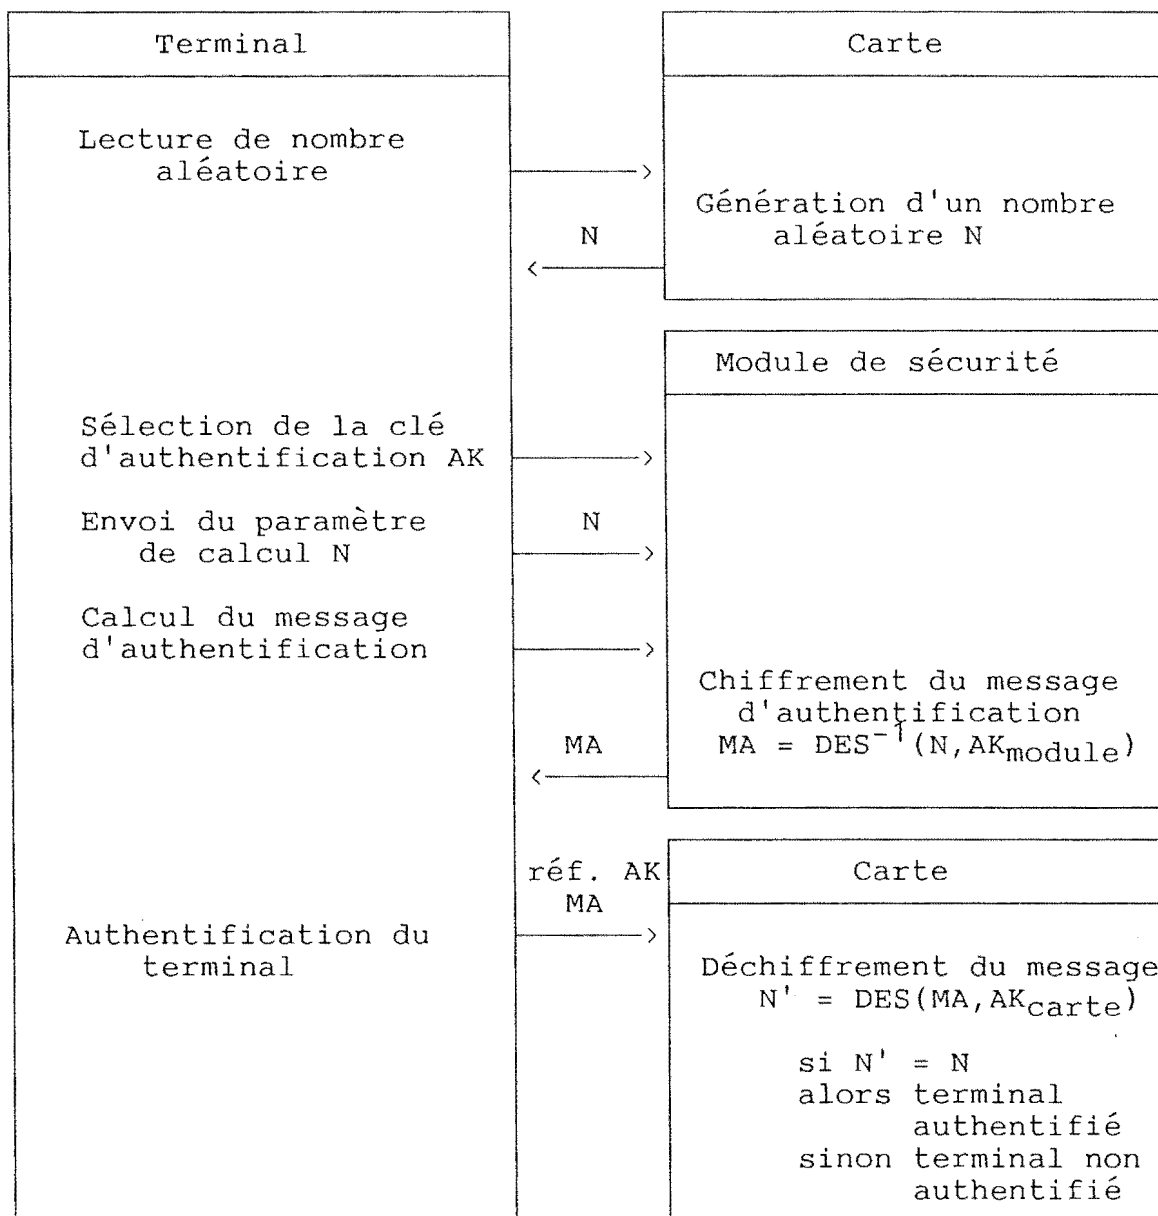 Terminal
Carte
Lecture de nombre
aléatoire
Génération d'un nombre
aléatoire N
N
Module de sécurité
Sélection de la clé
d'authentification AK
Envoi du paramètre
de calcul N
N
Calcul du message
d'authentification
Chiffrement du message
d'authentification
MA = DES⁻¹(N,AKmodule)
MA
réf. AK
MA
Carte
Authentification du
terminal
Déchiffrement du message
N' = DES(MA,AKcarte)
si N' = N
alors terminal
authentifié
sinon terminal non
authentifié